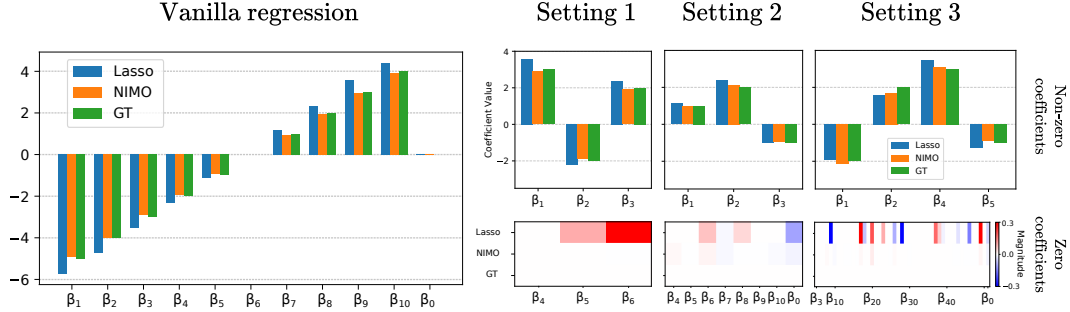 Vanilla regression
Setting 1
Setting 2
Setting 3
Lasso
NIMO
GT
4
2
0
−2
−4
−6
β1 β2 β3 β4 β5 β6 β7 β8 β9 β10 β0
Coefficient Value
4
2
0
−2
β1 β2 β3
β1 β2 β3
Lasso
NIMO
GT
β1 β2 β4 β5
Non-zero
coefficients
Lasso
NIMO
GT
β4 β5 β6
β4 β5 β6 β7 β8 β9 β10 β0
β3 β10 β20 β30 β40 β0
0.3
0.0
−0.3
Magnitude
Zero
coefficients